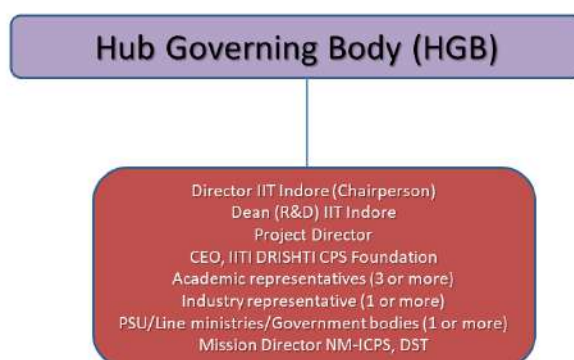 Hub Governing Body (HGB)
Director IIT Indore (Chairperson)
Dean (R&D) IIT Indore
Project Director
CEO, IITI DRISHTI CPS Foundation
Academic representatives (3 or more)
Industry representative (1 or more)
PSU/Line ministries/Government bodies (1 or more)
Mission Director NM-ICPS, DST